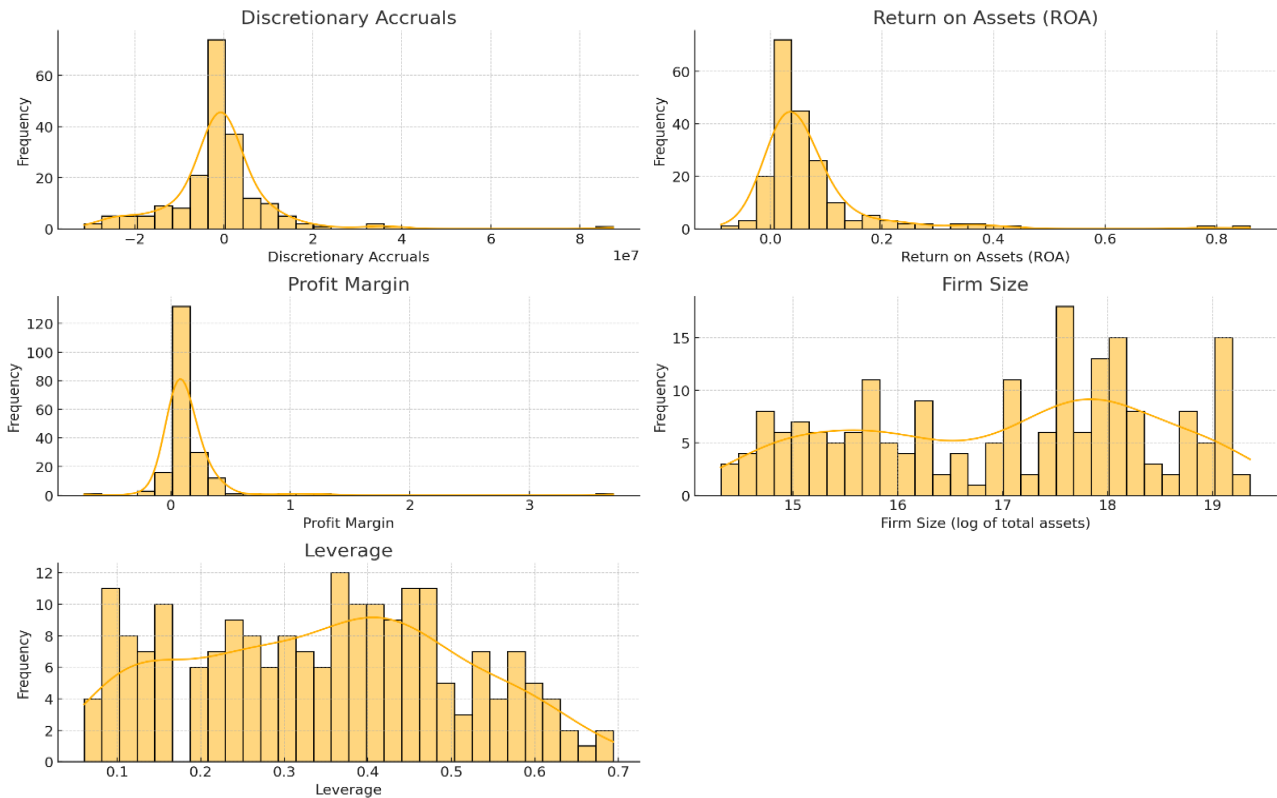 Discretionary Accruals
Frequency
60
40
20
0
−2 0 2 4 6 8
1e7
Discretionary Accruals
Return on Assets (ROA)
Frequency
60
40
20
0
0.0 0.2 0.4 0.6 0.8
Return on Assets (ROA)
Profit Margin
Frequency
120
100
80
60
40
20
0
0 1 2 3
Profit Margin
Firm Size
Frequency
15
10
5
0
15 16 17 18 19
Firm Size (log of total assets)
Leverage
Frequency
12
10
8
6
4
2
0
0.1 0.2 0.3 0.4 0.5 0.6 0.7
Leverage